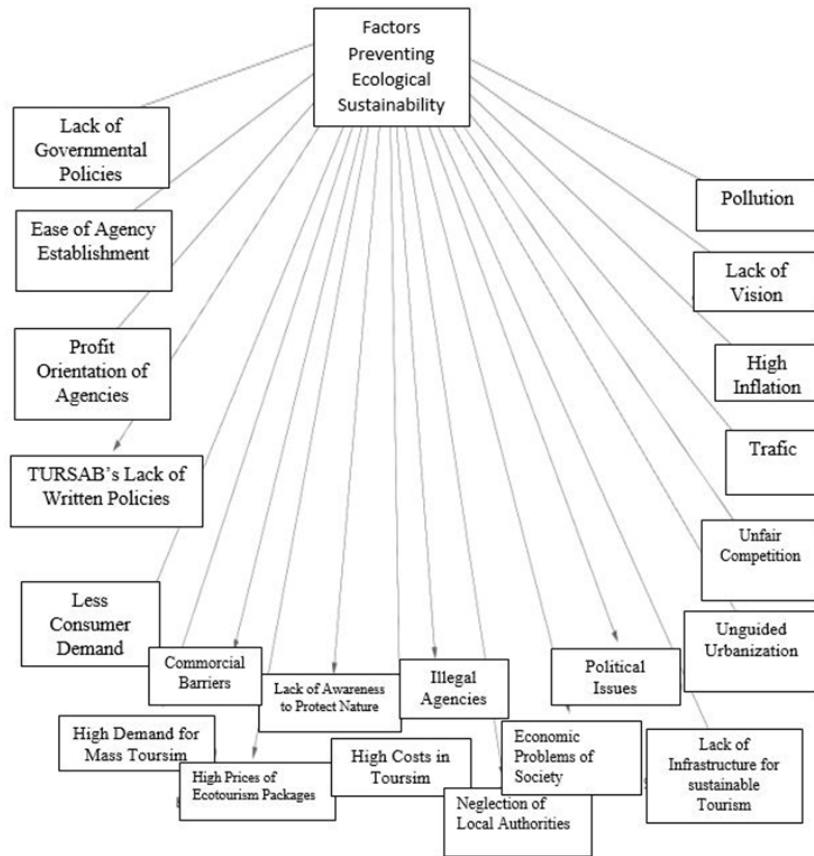 Factors
Preventing
Ecological
Sustainability
Lack of
Governmental
Policies
Ease of Agency
Establishment
Profit
Orientation of
Agencies
TURSAB's Lack of
Written Policies
Less
Consumer
Demand
Commorcial
Barriers
High Demand for
Mass Toursim
High Prices of
Ecotourism Packages
Lack of Awareness
to Protect Nature
High Costs in
Toursim
Illegal
Agencies
Neglection of
Local Authorities
Economic
Problems of
Society
Political
Issues
Lack of
Infrastructure for
sustainable
Tourism
Unguided
Urbanization
Unfair
Competition
Trafic
High
Inflation
Lack of
Vision
Pollution